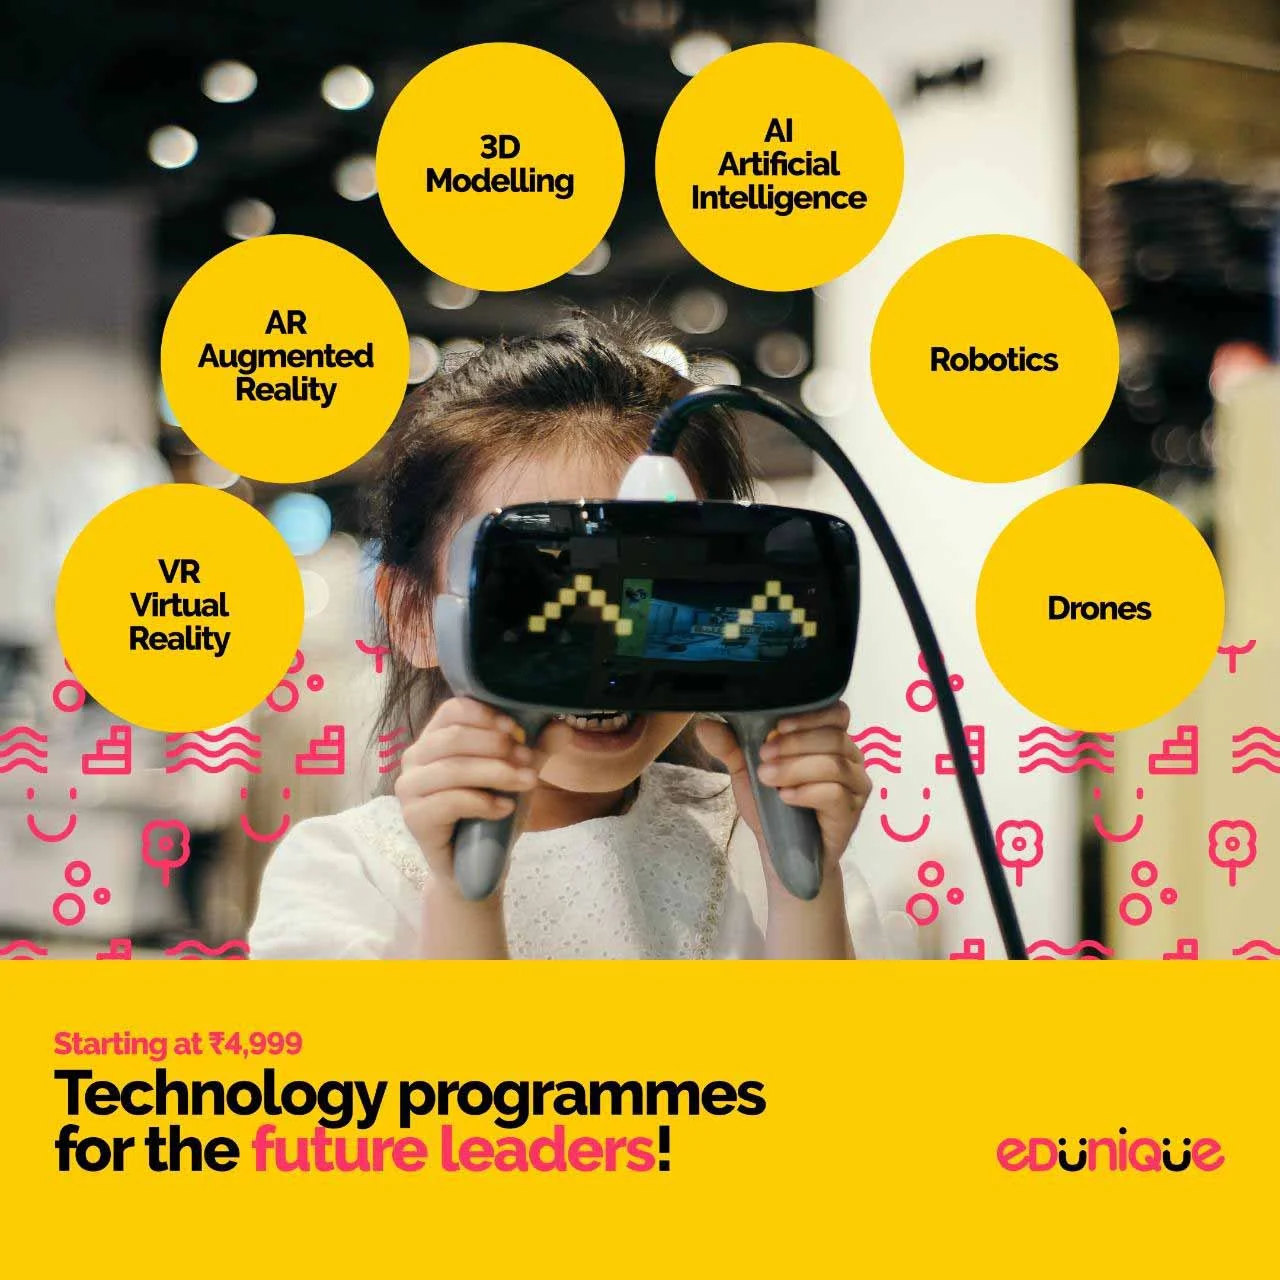 3D
Modelling
AI
Artificial
Intelligence
AR
Augmented
Reality
Robotics
VR
Virtual
Reality
Drones
Starting at ₹4,999
Technology programmes
for the future leaders!
edüniqüe